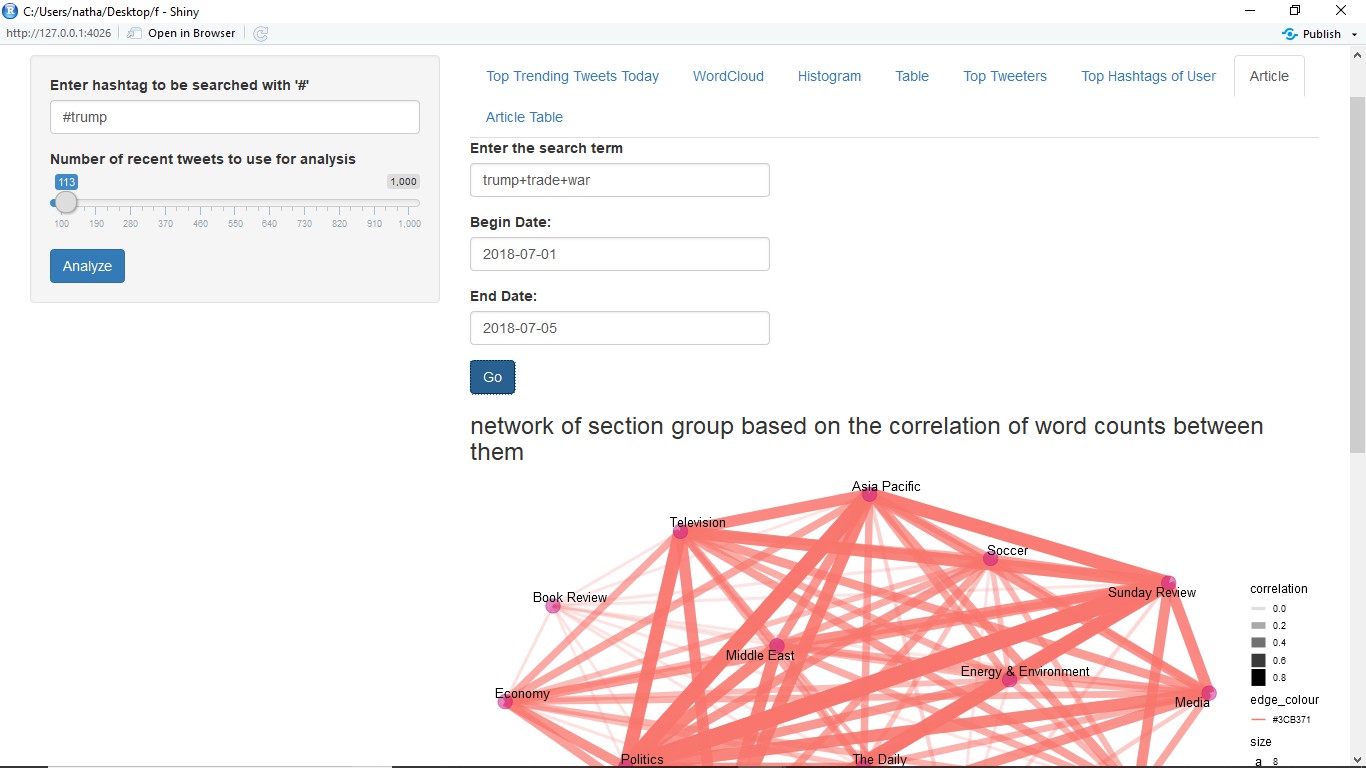 C:/Users/natha/Desktop/f - Shiny
http://127.0.0.1:4026
Open in Browser
Publish
Enter hashtag to be searched with '#'
#trump
Number of recent tweets to use for analysis
113
1,000
100 190 280 370 460 550 640 730 820 910 1,000
Analyze
Top Trending Tweets Today WordCloud Histogram Table Top Tweeters Top Hashtags of User Article
Article Table
Enter the search term
trump+trade+war
Begin Date:
2018-07-01
End Date:
2018-07-05
Go
network of section group based on the correlation of word counts between
them
Asia Pacific
Television
Soccer
Sunday Review
Book Review
Middle East
Energy & Environment
Economy
Media
Politics
The Daily
correlation
0.0
0.2
0.4
0.6
0.8
edge_colour
#3CB371
size
a 8